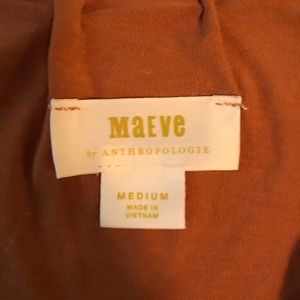 MaEVe
by ANTHROPOLOGIE
MEDIUM
MADE IN
VIETNAM